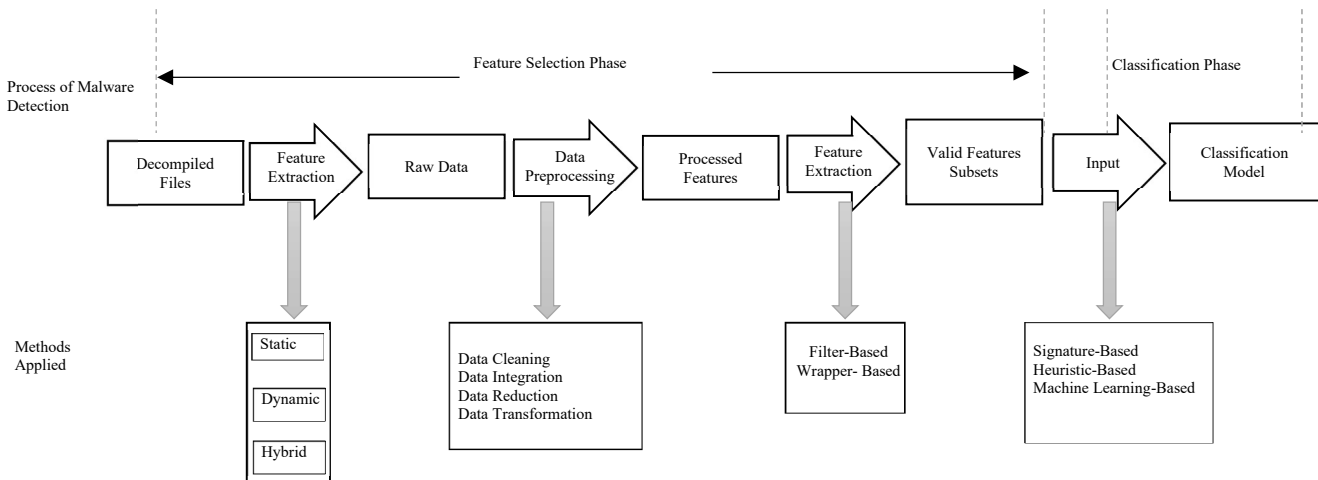 Feature Selection Phase
Classification Phase
Process of Malware
Detection
Decompiled
Files
Feature
Extraction
Raw Data
Data
Preprocessing
Processed
Features
Feature
Extraction
Valid Features
Subsets
Input
Classification
Model
Methods
Applied
Static
Dynamic
Hybrid
Data Cleaning
Data Integration
Data Reduction
Data Transformation
Filter-Based
Wrapper- Based
Signature-Based
Heuristic-Based
Machine Learning-Based